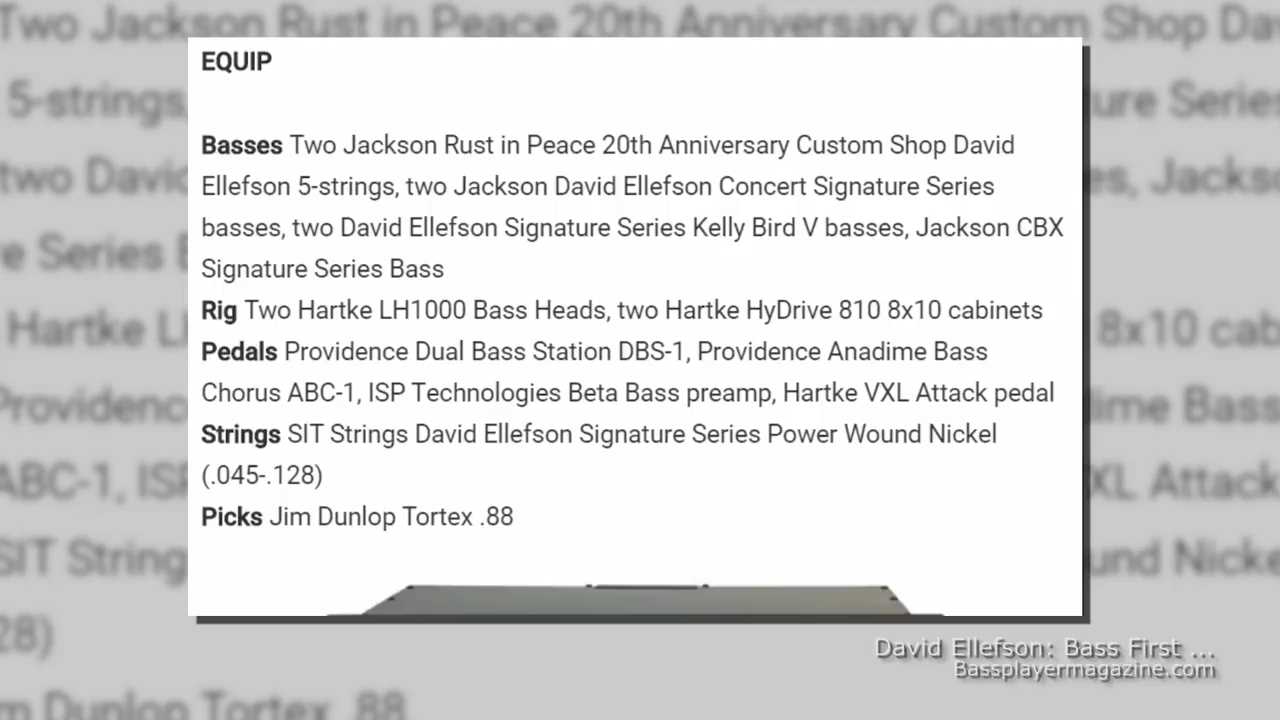 EQUIP
Basses Two Jackson Rust in Peace 20th Anniversary Custom Shop David
Ellefson 5-strings, two Jackson David Ellefson Concert Signature Series
basses, two David Ellefson Signature Series Kelly Bird V basses, Jackson CBX
Signature Series Bass
Rig Two Hartke LH1000 Bass Heads, two Hartke HyDrive 810 8x10 cabinets
Pedals Providence Dual Bass Station DBS-1, Providence Anadime Bass
Chorus ABC-1, ISP Technologies Beta Bass preamp, Hartke VXL Attack pedal
Strings SIT Strings David Ellefson Signature Series Power Wound Nickel
(.045-.128)
Picks Jim Dunlop Tortex .88
David Ellefson: Bass First ...
Bassplayermagazine.com